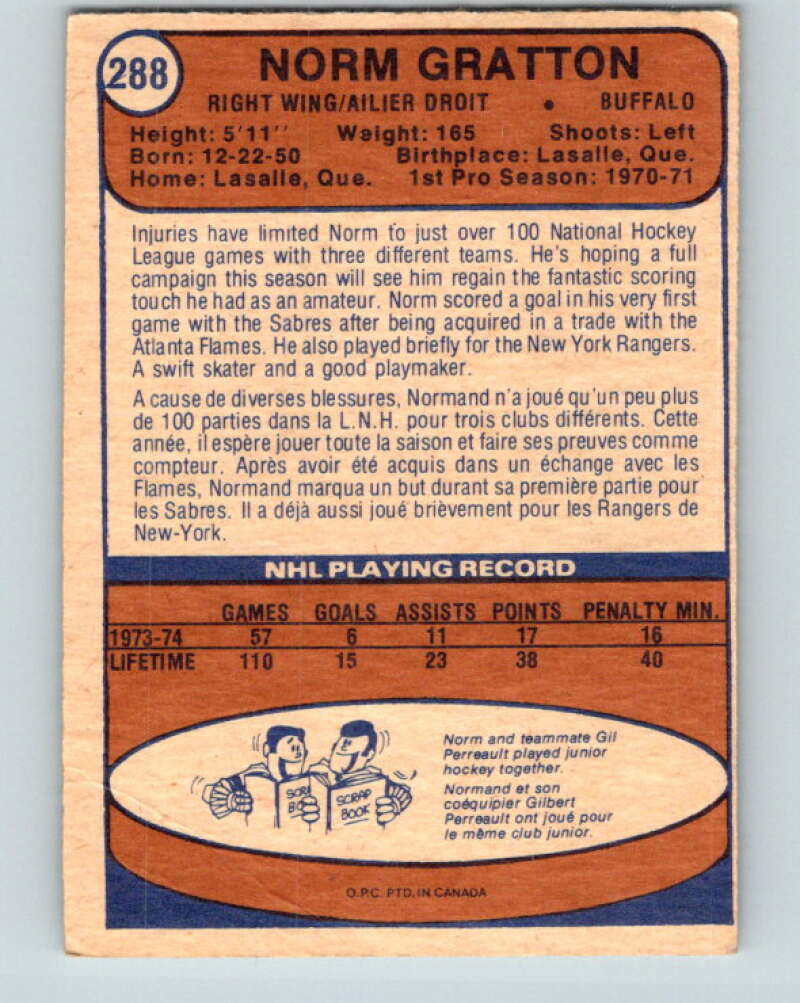 288
NORM GRATTON
RIGHT WING/AILIER DROIT • BUFFALO
Height: 5'11'' Weight: 165 Shoots: Left
Born: 12-22-50 Birthplace: Lasalle, Que.
Home: Lasalle, Que. 1st Pro Season: 1970-71
Injuries have limited Norm to just over 100 National Hockey
League games with three different teams. He's hoping a full
campaign this season will see him regain the fantastic scoring
touch he had as an amateur. Norm scored a goal in his very first
game with the Sabres after being acquired in a trade with the
Atlanta Flames. He also played briefly for the New York Rangers.
A swift skater and a good playmaker.
A cause de diverses blessures, Normand n'a joué qu'un peu plus
de 100 parties dans la L.N.H. pour trois clubs différents. Cette
année, il espère jouer toute la saison et faire ses preuves comme
compteur. Après avoir été acquis dans un échange avec les
Flames, Normand marqua un but durant sa première partie pour
les Sabres. Il a déjà aussi joué brièvement pour les Rangers de
New-York.
NHL PLAYING RECORD
GAMES GOALS ASSISTS POINTS PENALTY MIN.
1973-74 57 6 11 17 16
LIFETIME 110 15 23 38 40
Norm and teammate Gil
Perreault played junior
hockey together.
Normand et son
coéquipier Gilbert
Perreault ont joué pour
le même club junior.
SCRA
BO
SCRAP
BOOK
O.P.C. PTD. IN CANADA